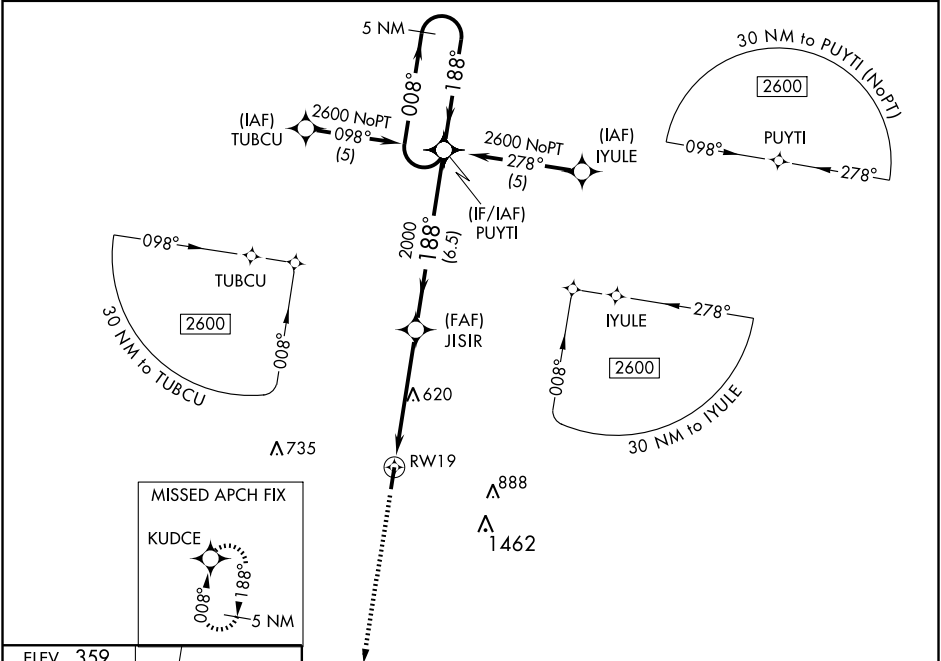 5 NM
008°
188°
(IAF)
TUBCU
2600 NoPT
098°
(5)
2600 NoPT
278°
(5)
(IAF)
IYULE
(IF/IAF)
PUYTI
2000
188°
(6.5)
30 NM to PUYTI (NoPT)
2600
PUYTI
098°
278°
098°
TUBCU
2600
008°
30 NM to TUBCU
(FAF)
JISIR
IYULE
278°
2600
008°
30 NM to IYULE
620
735
RW19
888
1462
MISSED APCH FIX
KUDCE
008°
188°
5 NM
ELEV 359